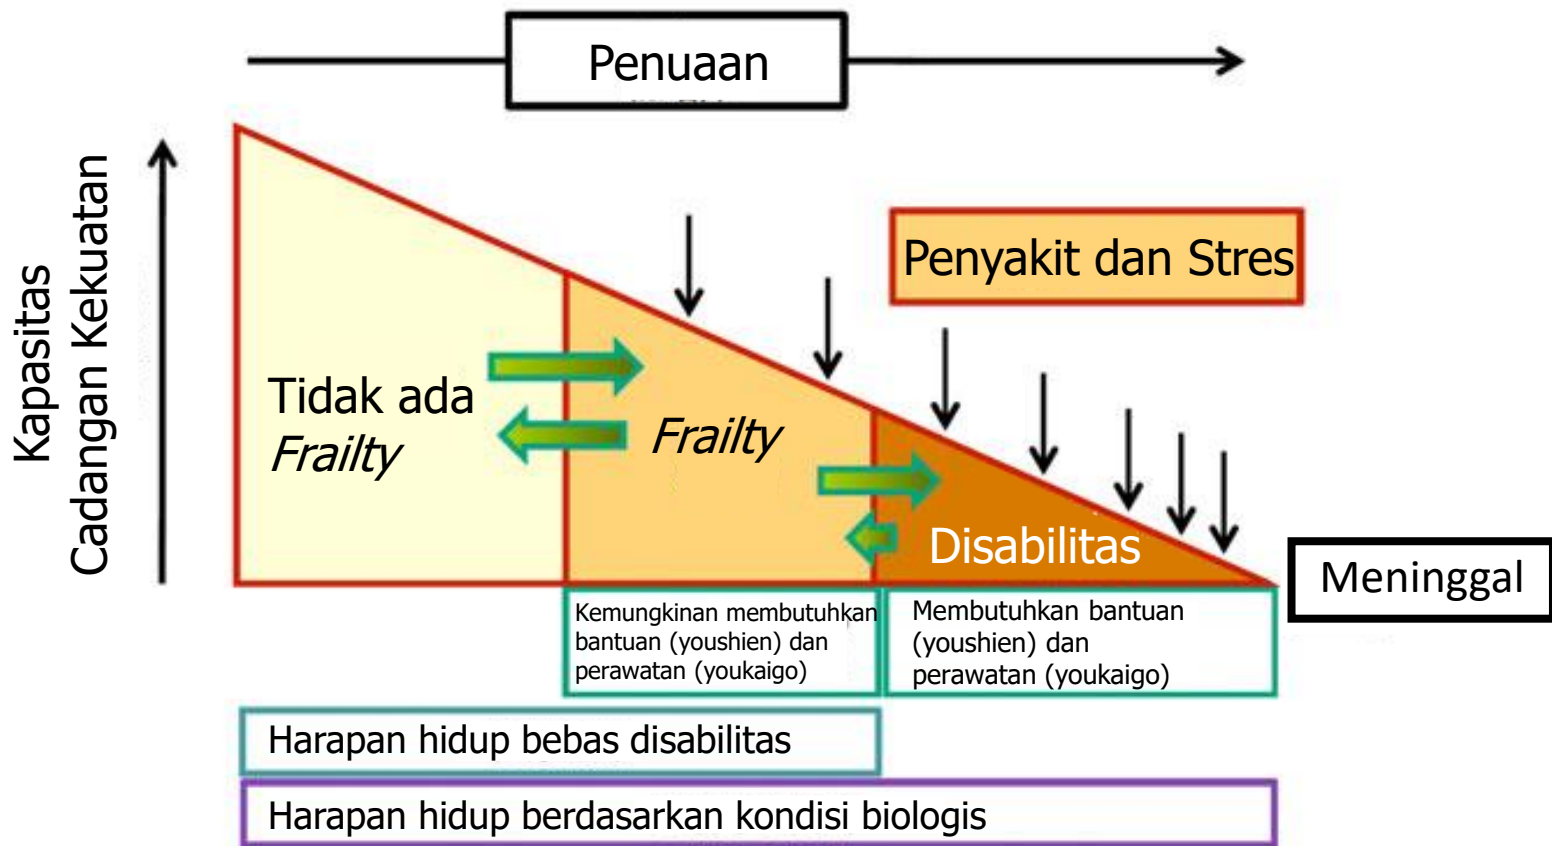 Penuaan
Kapasitas
Cadangan Kekuatan
Penyakit dan Stres
Tidak ada
Frailty
Frailty
Disabilitas
Meninggal
Kemungkinan membutuhkan
bantuan (youshien) dan
perawatan (youkaigo)
Membutuhkan bantuan
(youshien) dan
perawatan (youkaigo)
Harapan hidup bebas disabilitas
Harapan hidup berdasarkan kondisi biologis